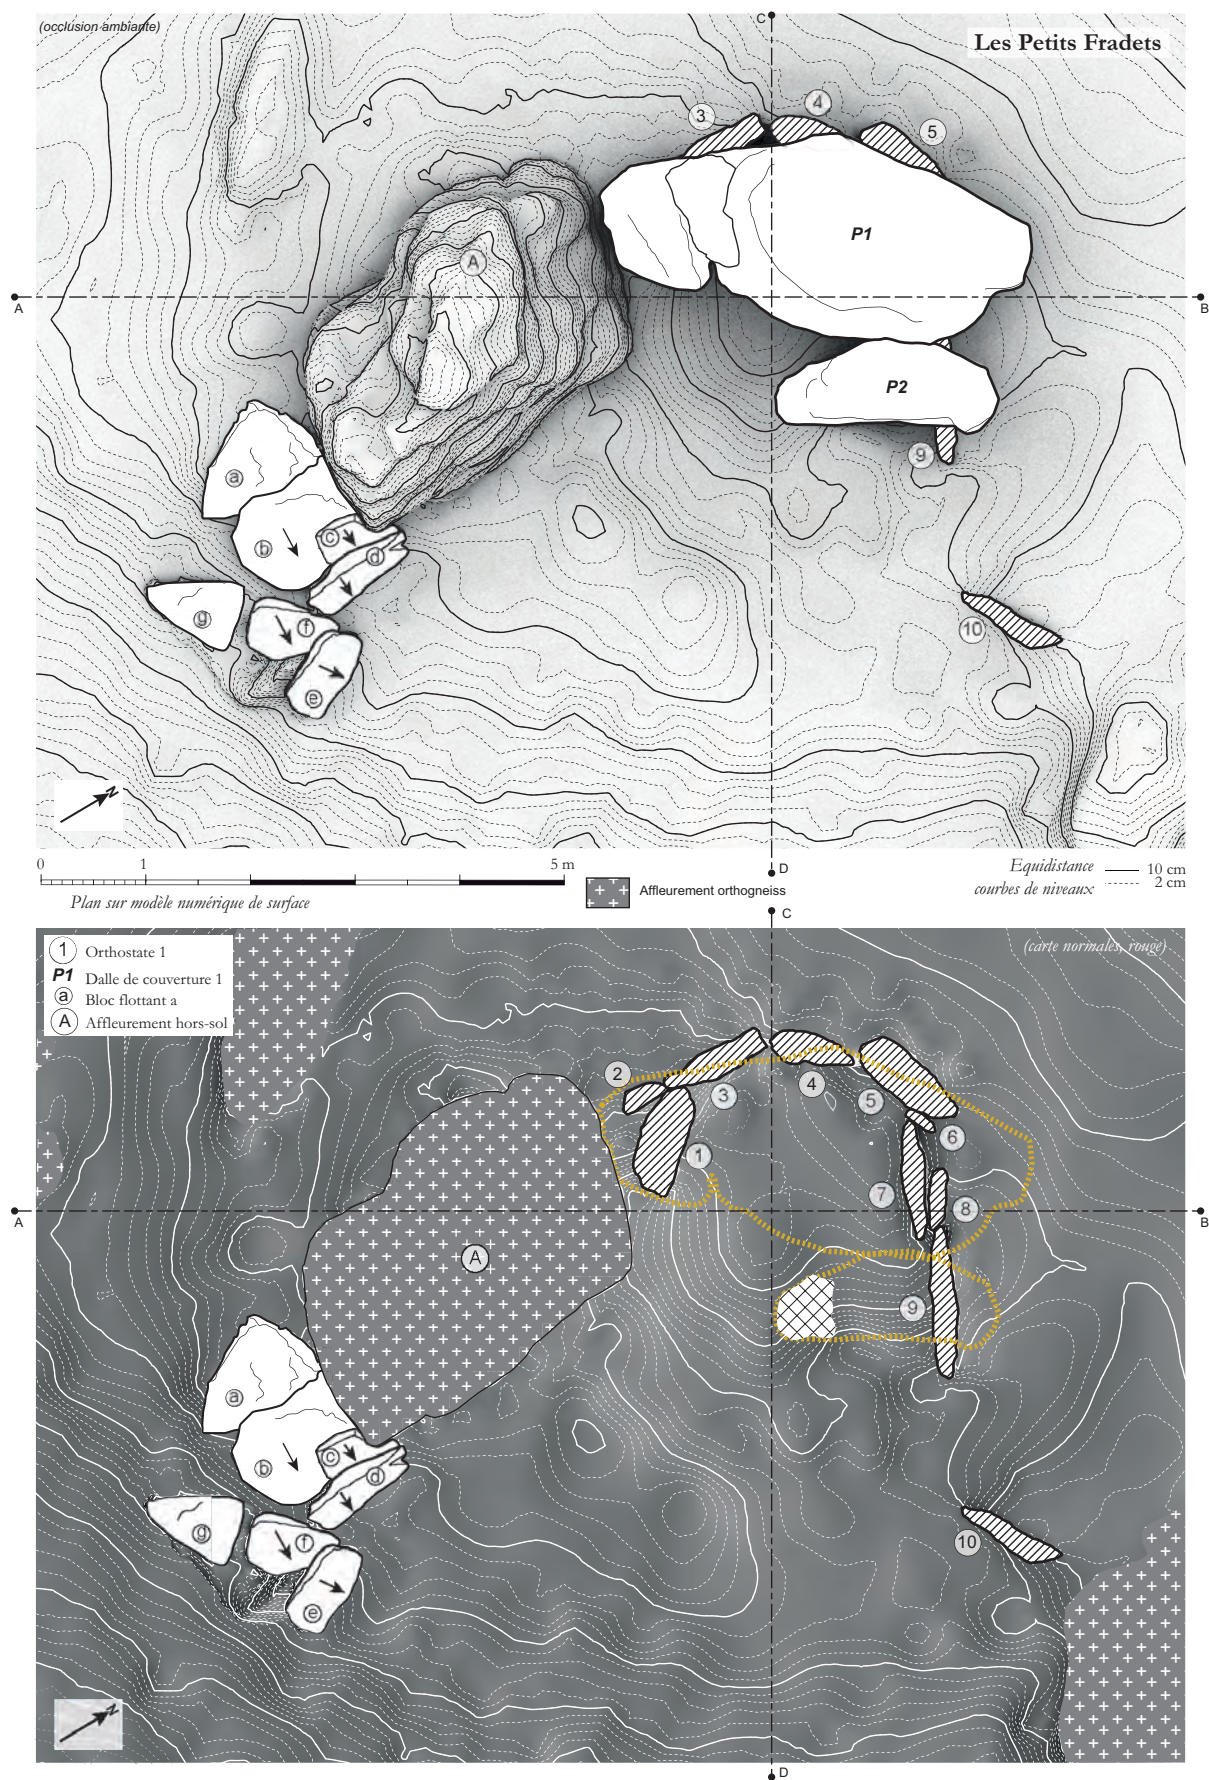 (occlusion ambiante)
C
Les Petits Fradets
3
4
5
P1
A
A
B
P2
9
a
b
c
d
g
f
e
10
N
D
0
1
5 m
Plan sur modèle numérique de surface
Affleurement orthogneiss
Equidistance
courbes de niveaux
10 cm
2 cm
C
1 Orthostate 1
P1 Dalle de couverture 1
a Bloc flottant a
A Affleurement hors-sol
(carte normales, rouge)
2
3
4
5
6
1
7
8
A
B
A
9
a
b
c
d
g
f
e
10
N
D